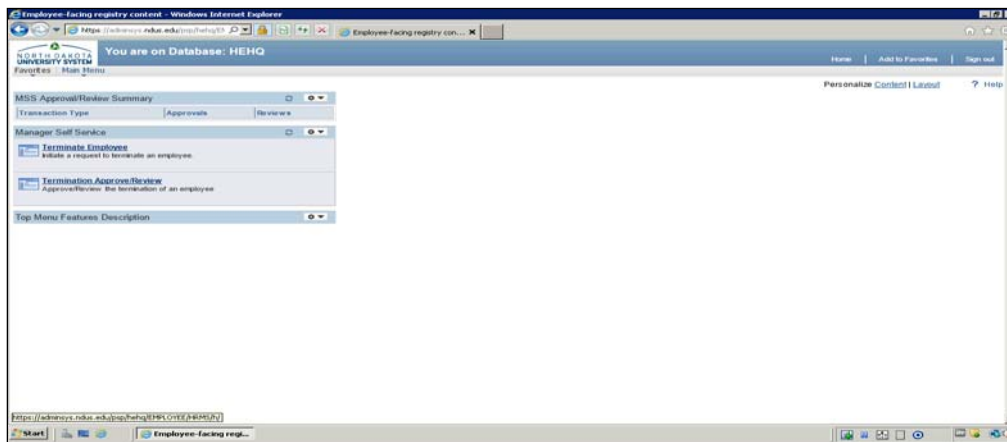 Employee-facing registry content - Windows Internet Explorer
Employee-facing registry con...
NORTH DAKOTA
UNIVERSITY SYSTEM
You are on Database: HEHQ
Home | Add to Favorites | Sign out
Favorites | Main Menu
Personalize Content | Layout ? Help
MSS Approval/Review Summary
Transaction Type Approvals Reviews
Manager Self Service
Terminate Employee
Initiate a request to terminate an employee.
Termination Approve/Review
Approve/Review the termination of an employee
Top Menu Features Description
https://adminsys.ndus.edu/psp/hehq/EMPLOYEE/HRMS/h/
Start Employee-facing regi...